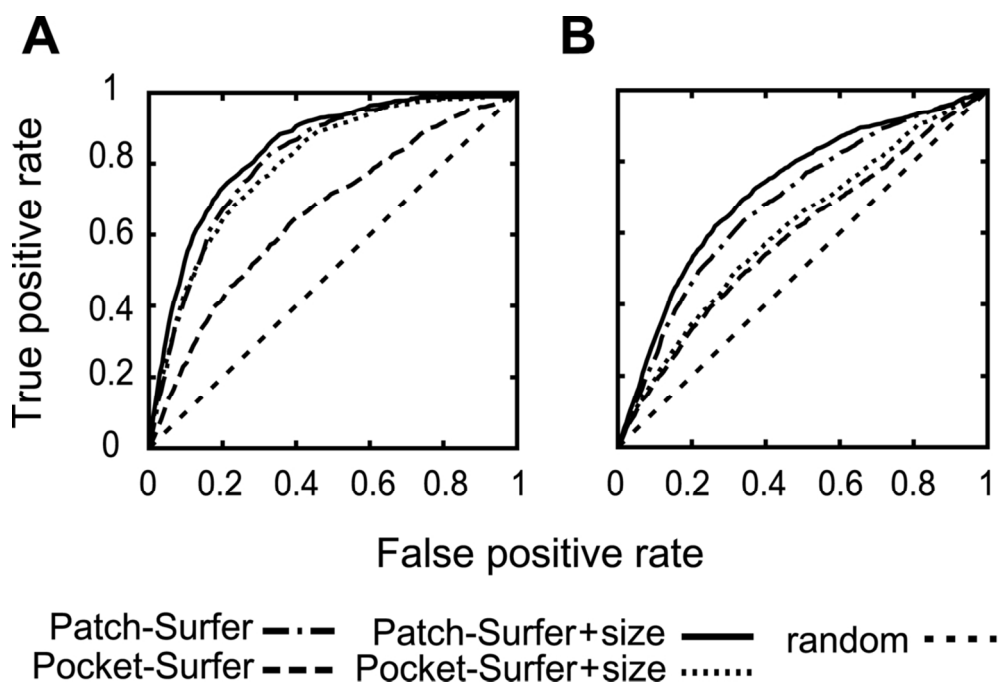 A
B
True positive rate
1
0.8
0.6
0.4
0.2
0
0 0.2 0.4 0.6 0.8 1
0 0.2 0.4 0.6 0.8 1
False positive rate
Patch-Surfer Patch-Surfer+size random
Pocket-Surfer Pocket-Surfer+size